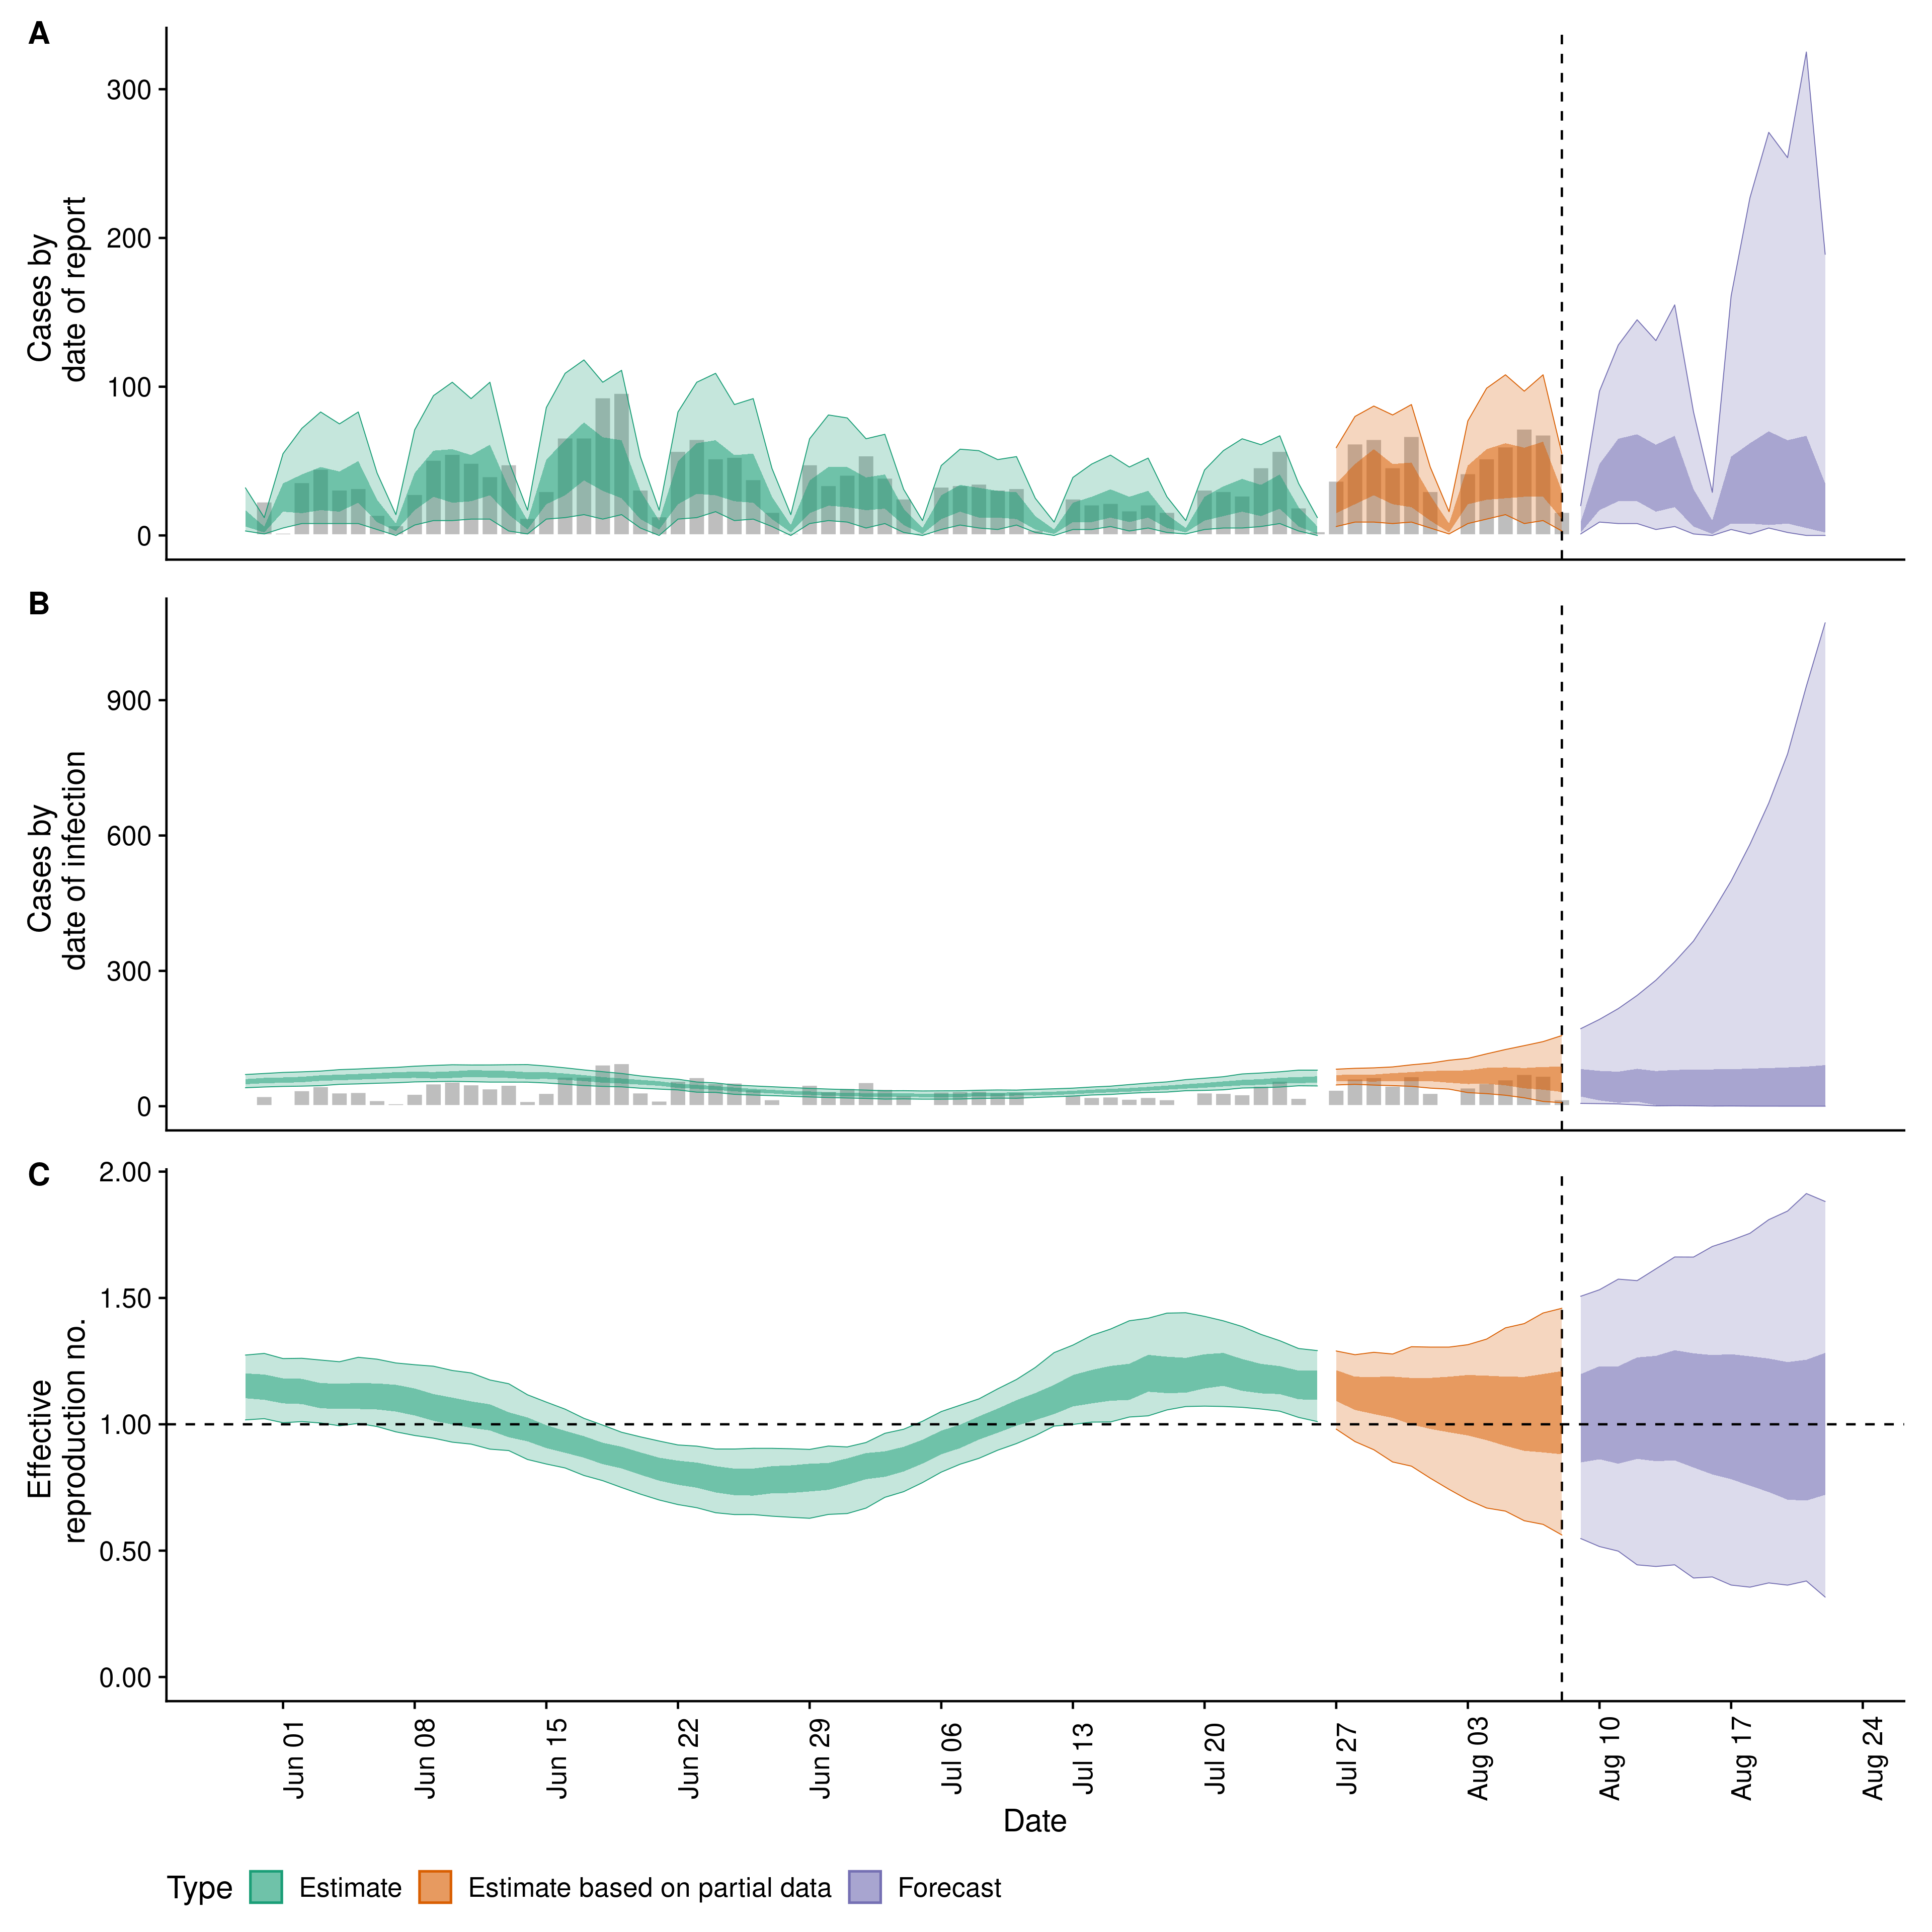 A
Cases by
date of report
300
200
100
0
B
Cases by
date of infection
900
600
300
0
C
Effective
reproduction no.
2.00
1.50
1.00
0.50
0.00
Jun 01
Jun 08
Jun 15
Jun 22
Jun 29
Jul 06
Jul 13
Jul 20
Jul 27
Aug 03
Aug 10
Aug 17
Aug 24
Date
Type Estimate Estimate based on partial data Forecast